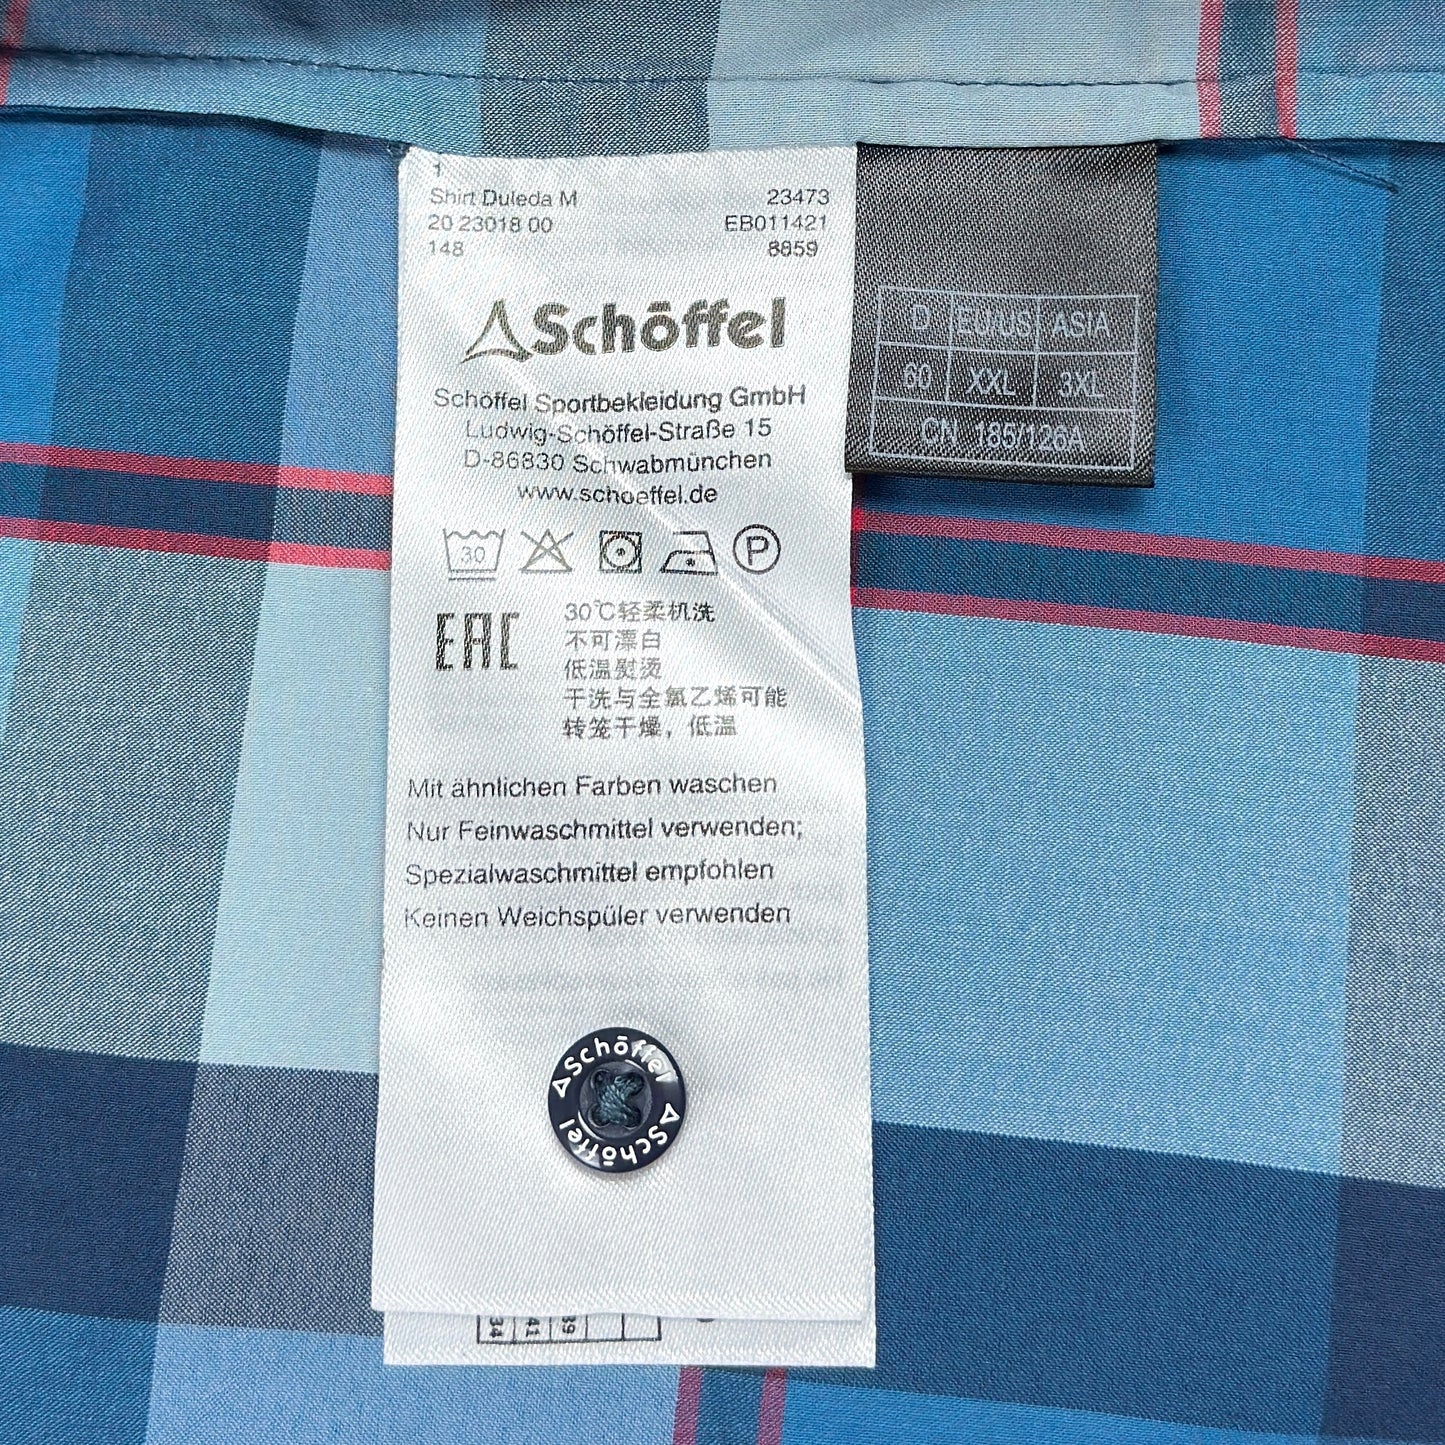 1
Shirt Duleda M 23473
20 23018 00 EB011421
148 8859
Schöffel
Schöffel Sportbekleidung GmbH
Ludwig-Schöffel-Straße 15
D-86830 Schwabmünchen
www.schoeffel.de
30
P
EAC
30℃轻柔机洗
不可漂白
低温熨烫
干洗与全氯乙烯可能
转笼干燥，低温
Mit ähnlichen Farben waschen
Nur Feinwaschmittel verwenden;
Spezialwaschmittel empfohlen
Keinen Weichspüler verwenden
Schöffel
Schöffel
34 41 39
D EU/US ASIA
60 XXL 3XL
CN 185/126A